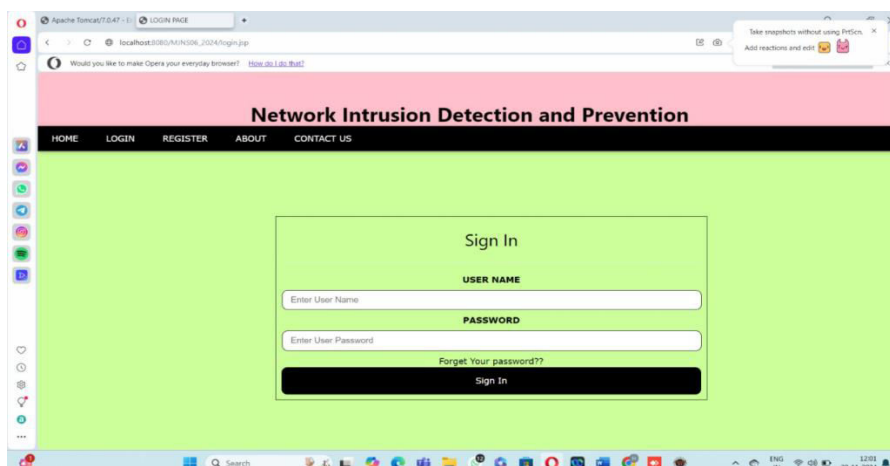 Apache Tomcat/7.0.47 -
LOGIN PAGE
+
localhost:8080/MJNS06_2024/login.jsp
Take snapshots without using PrtScn.
Add reactions and edit
Would you like to make Opera your everyday browser? How do I do that?
Network Intrusion Detection and Prevention
HOME LOGIN REGISTER ABOUT CONTACT US
Sign In
USER NAME
Enter User Name
PASSWORD
Enter User Password
Forget Your password??
Sign In
Search
ENG
12:01